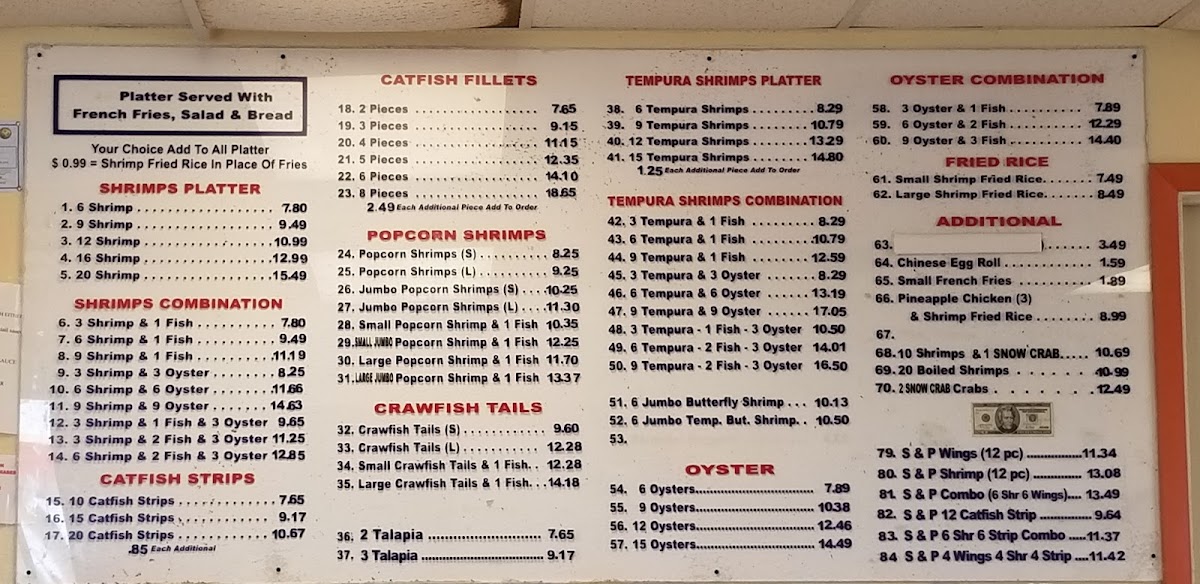 Platter Served With
French Fries, Salad & Bread
Your Choice Add To All Platter
$ 0.99 = Shrimp Fried Rice In Place Of Fries
SHRIMPS PLATTER
1. 6 Shrimp . . . . . . . . . . . . . . . . . . 7.80
2. 9 Shrimp . . . . . . . . . . . . . . . . . . 9.49
3. 12 Shrimp . . . . . . . . . . . . . . . . . 10.99
4. 16 Shrimp . . . . . . . . . . . . . . . . . 12.99
5. 20 Shrimp . . . . . . . . . . . . . . . . . 15.49
SHRIMPS COMBINATION
6. 3 Shrimp & 1 Fish . . . . . . . . . . 7.80
7. 6 Shrimp & 1 Fish . . . . . . . . . . 9.49
8. 9 Shrimp & 1 Fish . . . . . . . . . . 11.19
9. 3 Shrimp & 3 Oyster . . . . . . . . 8.25
10. 6 Shrimp & 6 Oyster . . . . . . . 11.66
11. 9 Shrimp & 9 Oyster . . . . . . . 14.63
12. 3 Shrimp & 1 Fish & 3 Oyster 9.65
13. 3 Shrimp & 2 Fish & 3 Oyster 11.25
14. 6 Shrimp & 2 Fish & 3 Oyster 12.85
CATFISH STRIPS
15. 10 Catfish Strips . . . . . . . . . . . . 7.65
16. 15 Catfish Strips . . . . . . . . . . . . 9.17
17. 20 Catfish Strips . . . . . . . . . . . . 10.67
.85 Each Additional
CATFISH FILLETS
18. 2 Pieces . . . . . . . . . . . . . . . . 7.65
19. 3 Pieces . . . . . . . . . . . . . . . . 9.15
20. 4 Pieces . . . . . . . . . . . . . . . . 11.15
21. 5 Pieces . . . . . . . . . . . . . . . . 12.35
22. 6 Pieces . . . . . . . . . . . . . . . . 14.10
23. 8 Pieces . . . . . . . . . . . . . . . . 18.65
2.49 Each Additional Piece Add To Order
POPCORN SHRIMPS
24. Popcorn Shrimps (S) . . . . . . . . . 8.25
25. Popcorn Shrimps (L) . . . . . . . . . 9.25
26. Jumbo Popcorn Shrimps (S) . . . . 10.25
27. Jumbo Popcorn Shrimps (L) . . . . 11.30
28. Small Popcorn Shrimp & 1 Fish 10.35
29. SMALL JUMBO Popcorn Shrimp & 1 Fish 12.25
30. Large Popcorn Shrimp & 1 Fish 11.70
31. LARGE JUMBO Popcorn Shrimp & 1 Fish 13.37
CRAWFISH TAILS
32. Crawfish Tails (S) . . . . . . . . . . . . 9.60
33. Crawfish Tails (L) . . . . . . . . . . . . 12.28
34. Small Crawfish Tails & 1 Fish. . . 12.28
35. Large Crawfish Tails & 1 Fish. . . 14.18
36. 2 Talapia ............................ 7.65
37. 3 Talapia ............................ 9.17
TEMPURA SHRIMPS PLATTER
38. 6 Tempura Shrimps . . . . . . . . . 8.29
39. 9 Tempura Shrimps . . . . . . . . . 10.79
40. 12 Tempura Shrimps . . . . . . . . 13.29
41. 15 Tempura Shrimps . . . . . . . . 14.80
1.25 Each Additional Piece Add To Order
TEMPURA SHRIMPS COMBINATION
42. 3 Tempura & 1 Fish . . . . . . . . . 8.29
43. 6 Tempura & 1 Fish . . . . . . . . . 10.79
44. 9 Tempura & 1 Fish . . . . . . . . . 12.59
45. 3 Tempura & 3 Oyster . . . . . . . 8.29
46. 6 Tempura & 6 Oyster . . . . . . 13.19
47. 9 Tempura & 9 Oyster . . . . . . 17.05
48. 3 Tempura - 1 Fish - 3 Oyster 10.50
49. 6 Tempura - 2 Fish - 3 Oyster 14.01
50. 9 Tempura - 2 Fish - 3 Oyster 16.50
51. 6 Jumbo Butterfly Shrimp . . . 10.13
52. 6 Jumbo Temp. But. Shrimp. . 10.50
53.
OYSTER
54. 6 Oysters............................ 7.89
55. 9 Oysters............................ 10.38
56. 12 Oysters........................... 12.46
57. 15 Oysters........................... 14.49
OYSTER COMBINATION
58. 3 Oyster & 1 Fish . . . . . . . . . . 7.89
59. 6 Oyster & 2 Fish . . . . . . . . . . 12.29
60. 9 Oyster & 3 Fish . . . . . . . . . . 14.40
FRIED RICE
61. Small Shrimp Fried Rice. . . . . . 7.49
62. Large Shrimp Fried Rice. . . . . . 8.49
ADDITIONAL
63. . . . . . . 3.49
64. Chinese Egg Roll . . . . . . . . . . . . 1.59
65. Small French Fries . . . . . . . . . . 1.89
66. Pineapple Chicken (3)
& Shrimp Fried Rice . . . . . . . . 8.99
67.
68. 10 Shrimps & 1 SNOW CRAB. . . . . 10.69
69. 20 Boiled Shrimps . . . . . . . 10.99
70. 2 SNOW CRAB Crabs . . . . . . . . 12.49
79. S & P Wings (12 pc) ................11.34
80. S & P Shrimp (12 pc) .............. 13.08
81. S & P Combo (6 Shr 6 Wings).... 13.49
82. S & P 12 Catfish Strip ............. 9.64
83. S & P 6 Shr 6 Strip Combo .....11.37
84 S & P 4 Wings 4 Shr 4 Strip ....11.42